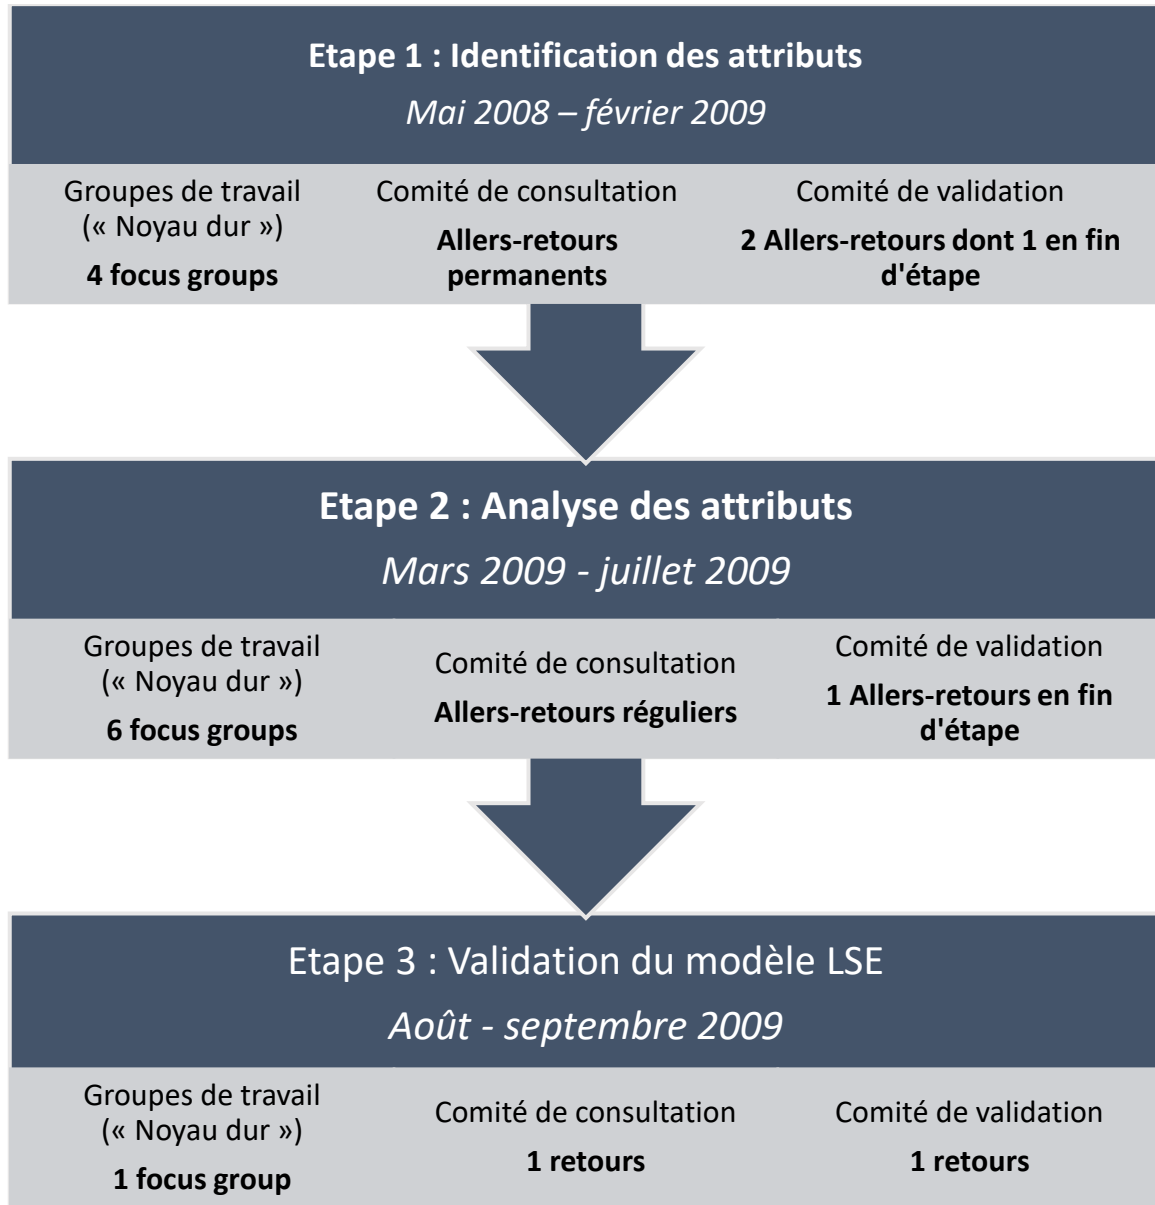 Etape 1 : Identification des attributs
Mai 2008 – février 2009
Groupes de travail
(« Noyau dur »)
4 focus groups
Comité de consultation
Allers-retours
permanents
Comité de validation
2 Allers-retours dont 1 en fin
d'étape
Etape 2 : Analyse des attributs
Mars 2009 - juillet 2009
Groupes de travail
(« Noyau dur »)
6 focus groups
Comité de consultation
Allers-retours réguliers
Comité de validation
1 Allers-retours en fin
d'étape
Etape 3 : Validation du modèle LSE
Août - septembre 2009
Groupes de travail
(« Noyau dur »)
1 focus group
Comité de consultation
1 retours
Comité de validation
1 retours